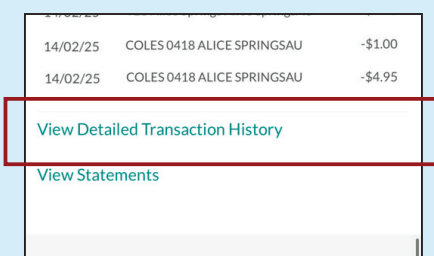 14/02/25 COLES 0418 ALICE SPRINGSAU -$1.00
14/02/25 COLES 0418 ALICE SPRINGSAU -$4.95
View Detailed Transaction History
View Statements